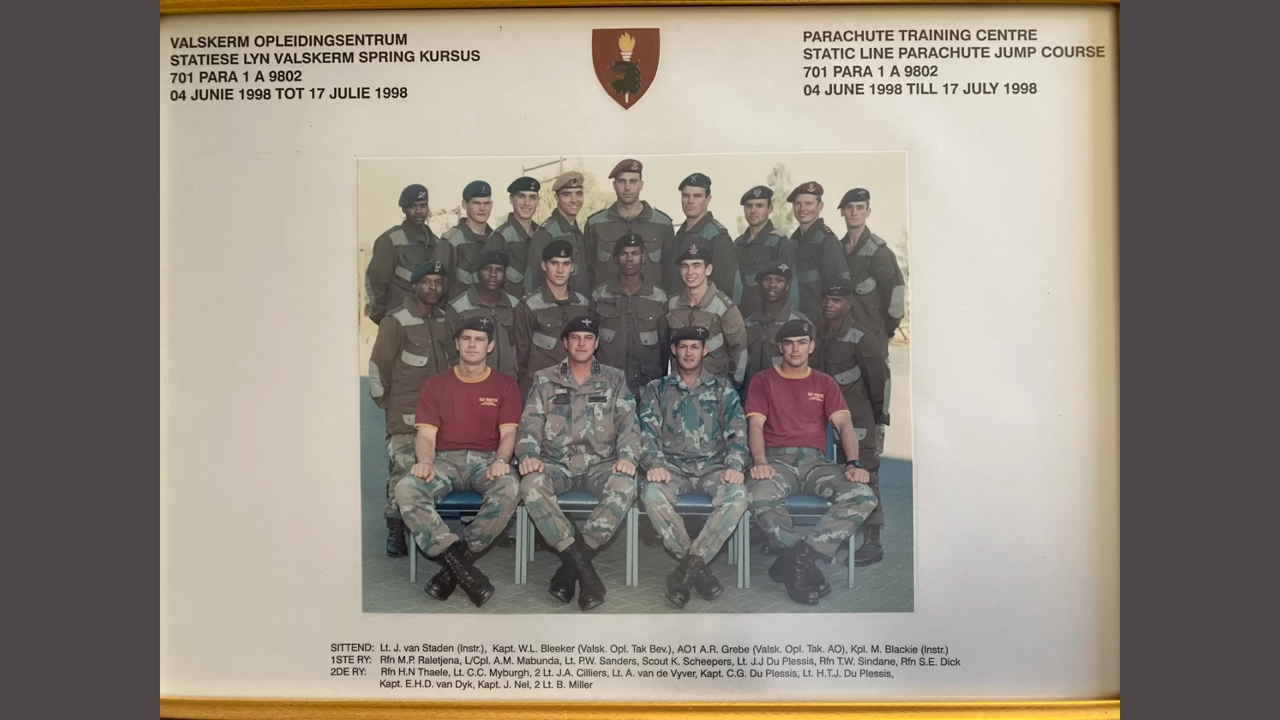 VALSKERM OPLEIDINGSENTRUM
STATIESE LYN VALSKERM SPRING KURSUS
701 PARA 1 A 9802
04 JUNIE 1998 TOT 17 JULIE 1998
PARACHUTE TRAINING CENTRE
STATIC LINE PARACHUTE JUMP COURSE
701 PARA 1 A 9802
04 JUNE 1998 TILL 17 JULY 1998
SITTEND: Lt. J. van Staden (Instr.), Kapt. W.L. Bleeker (Valsk. Opl. Tak Bev.), AO1 A.R. Grebe (Valsk. Opl. Tak. AO), Kpl. M. Blackie (Instr.)
1STE RY: Rfn M.P. Raletjena, L/Cpl. A.M. Mabunda, Lt. P.W. Sanders, Scout K. Scheepers, Lt. J.J Du Plessis, Rfn T.W. Sindane, Rfn S.E. Dick
2DE RY: Rfn H.N Thaele, Lt. C.C. Myburgh, 2 Lt. J.A. Cilliers, Lt. A. van de Vyver, Kapt. C.G. Du Plessis, Lt. H.T.J. Du Plessis,
Kapt. E.H.D. van Dyk, Kapt. J. Nel, 2 Lt. B. Miller